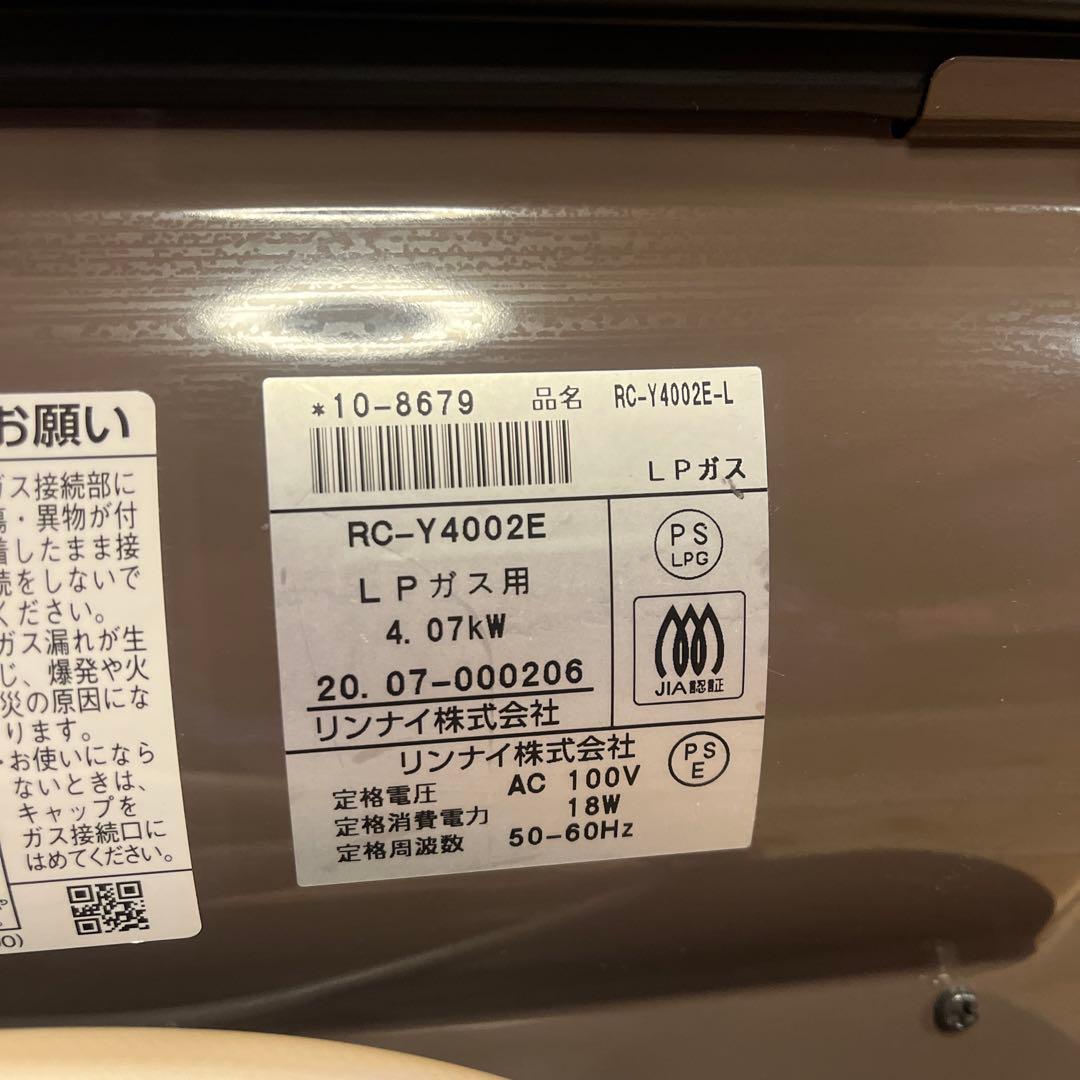 お願い
ガス接続部に
傷・異物が付
着したまま接
続をしないで
ください。
ガス漏れが生
じ、爆発や火
災の原因にな
ります。
・お使いになら
ないときは、
キャップを
ガス接続口に
はめてください。
*10-8679 品名 RC-Y4002E-L
LPガス
RC-Y4002E
LPガス用
4.07kW
20.07-000206
リンナイ株式会社
PS
LPG
JIA認証
リンナイ株式会社
PS
E
定格電圧 AC 100V
定格消費電力 18W
定格周波数 50-60Hz